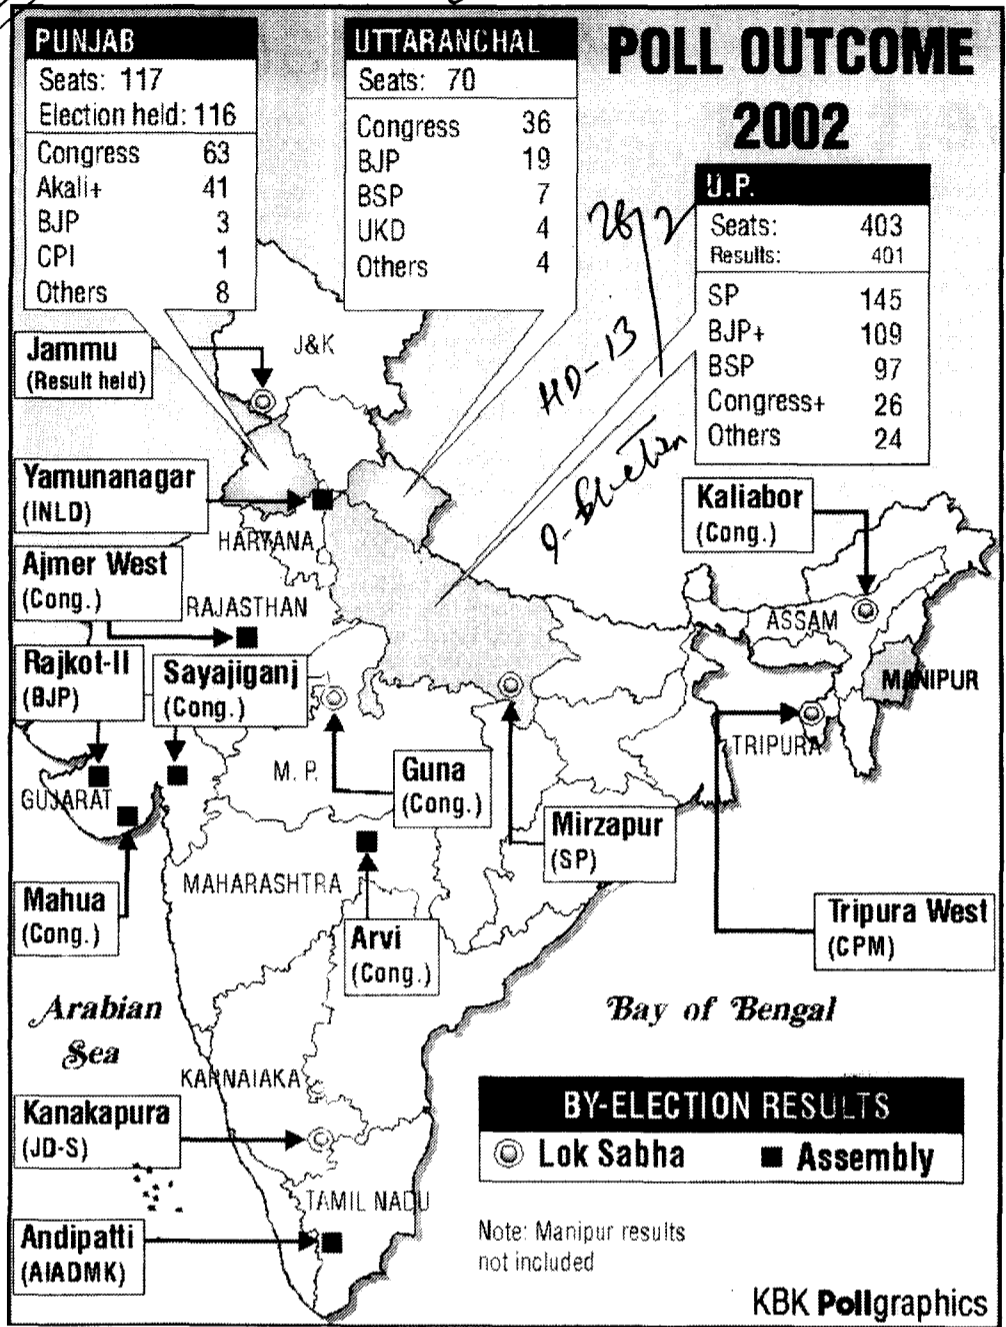 POLL OUTCOME
2002
PUNJAB
Seats: 117
Election held: 116
Congress 63
Akali+ 41
BJP 3
CPI 1
Others 8
UTTARANCHAL
Seats: 70
Congress 36
BJP 19
BSP 7
UKD 4
Others 4
U.P.
Seats: 403
Results: 401
SP 145
BJP+ 109
BSP 97
Congress+ 26
Others 24
28/2
HD-13
J&K
Jammu
(Result held)
Yamunanagar
(INLD)
HARYANA
Ajmer West
(Cong.)
RAJASTHAN
Rajkot-II
(BJP)
Sayajiganj
(Cong.)
Kaliabor
(Cong.)
ASSAM
MANIPUR
TRIPURA
GUJARAT
M. P.
Guna
(Cong.)
Mirzapur
(SP)
Mahua
(Cong.)
MAHARASHTRA
Arvi
(Cong.)
Tripura West
(CPM)
Arabian
Sea
Bay of Bengal
KARNAIAKA
Kanakapura
(JD-S)
TAMIL NADU
Andipatti
(AIADMK)
BY-ELECTION RESULTS
Lok Sabha Assembly
Note: Manipur results
not included
KBK Pollgraphics